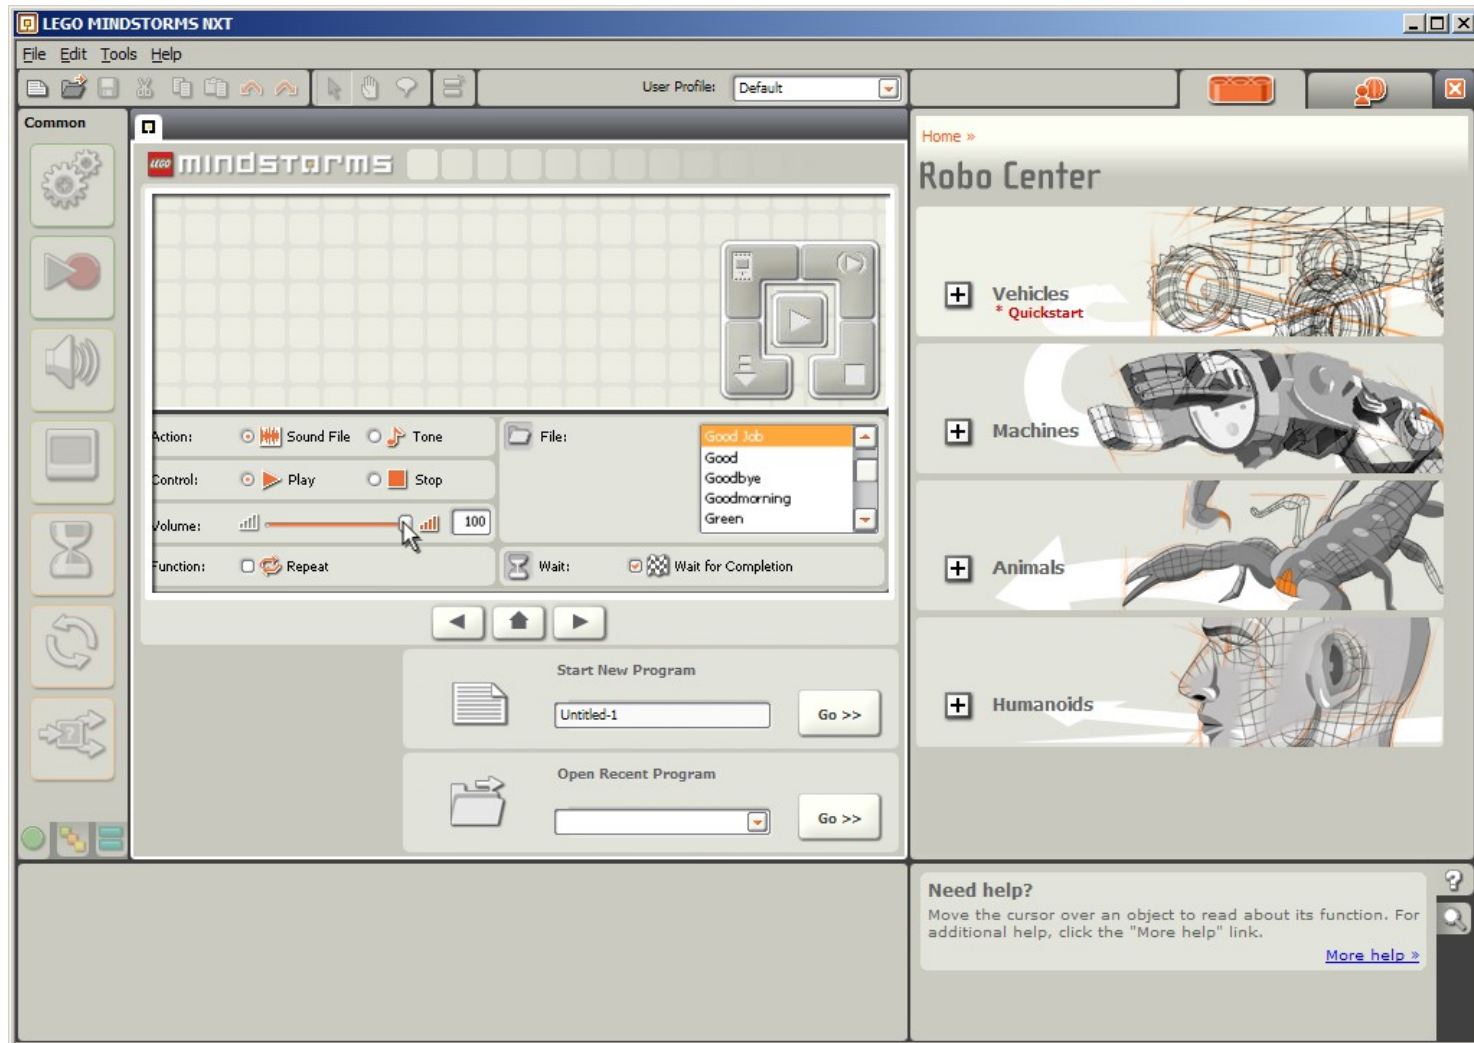 LEGO MINDSTORMS NXT
File Edit Tools Help
User Profile: Default
Common
LEGO mindstorms
Action: Sound File Tone
Control: Play Stop
Volume: 100
Function: Repeat
File:
Good Job
Good
Goodbye
Goodmorning
Green
Wait: Wait for Completion
Start New Program
Untitled-1
Go >>
Open Recent Program
Go >>
Home »
Robo Center
Vehicles
* Quickstart
Machines
Animals
Humanoids
Need help?
Move the cursor over an object to read about its function. For
additional help, click the "More help" link.
More help »